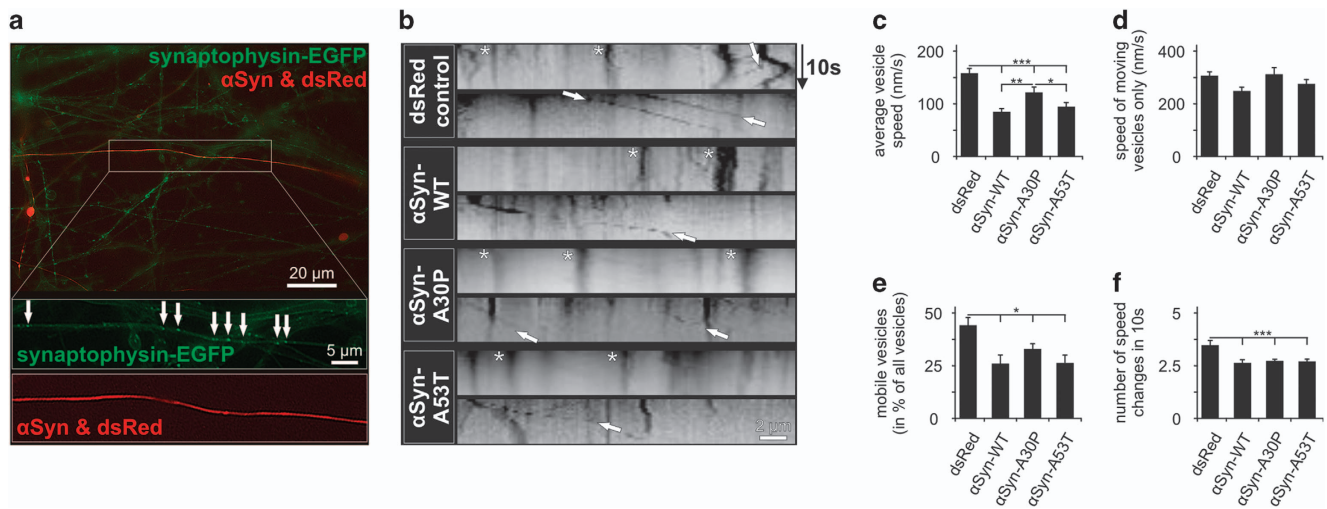 a
synaptophysin-EGFP
αSyn & dsRed
20 µm
synaptophysin-EGFP
5 µm
αSyn & dsRed
b
dsRed
control
αSyn-
WT
αSyn-
A30P
αSyn-
A53T
* *
10s
* *
* * *
* *
2 µm
c
average vesicle
speed (nm/s)
200
150
100
50
0
***
** *
dsRed
αSyn-WT
αSyn-A30P
αSyn-A53T
d
speed of moving
vesicles only (nm/s)
600
400
200
0
dsRed
αSyn-WT
αSyn-A30P
αSyn-A53T
e
mobile vesicles
(in % of all vesicles)
50
25
0
*
dsRed
αSyn-WT
αSyn-A30P
αSyn-A53T
f
number of speed
changes in 10s
5
2.5
0
***
dsRed
αSyn-WT
αSyn-A30P
αSyn-A53T